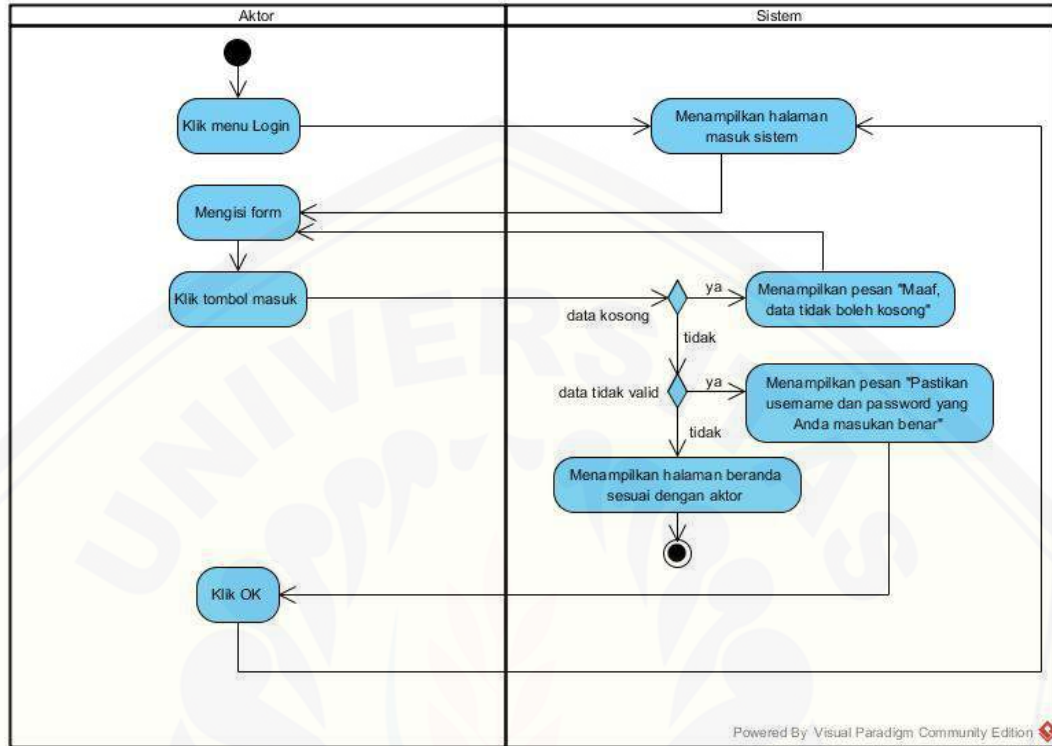 Aktor
Sistem
Klik menu Login
Menampilkan halaman
masuk sistem
Mengisi form
Klik tombol masuk
data kosong
ya
Menampilkan pesan "Maaf,
data tidak boleh kosong"
tidak
data tidak valid
ya
Menampilkan pesan "Pastikan
username dan password yang
Anda masukan benar"
tidak
Menampilkan halaman beranda
sesuai dengan aktor
Klik OK
UNIVERSITAS
Powered By Visual Paradigm Community Edition